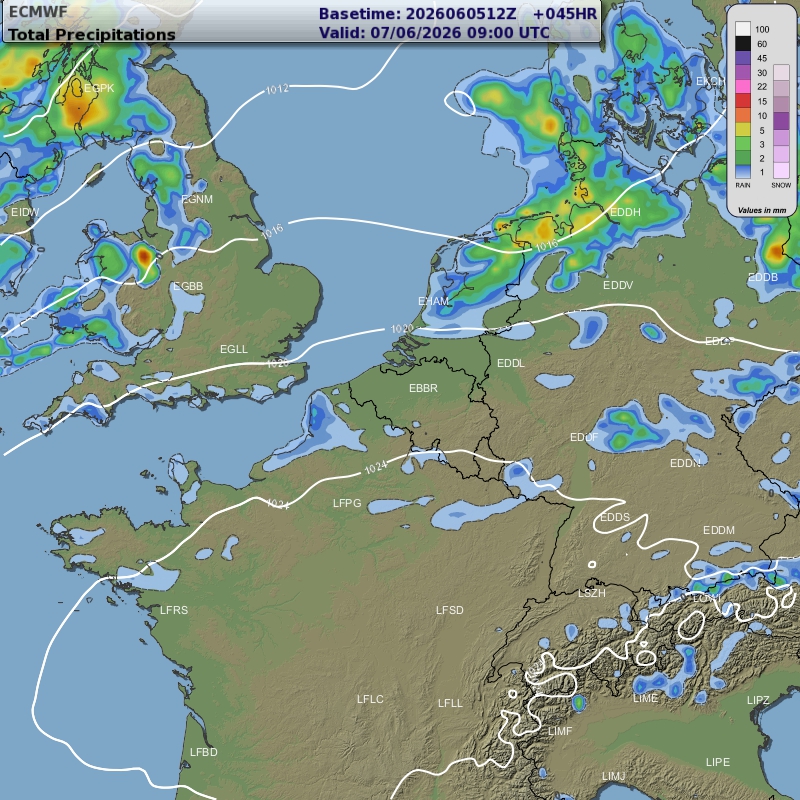 ECMWF
Basetime: 2026060512Z +045HR
Total Precipitations
Valid: 07/06/2026 09:00 UTC
100
60
45
30
22
15
10
5
3
2
1
RAIN SNOW
Values in mm
EGPK
1012
EKCH
EIDW
EGNM
EDDH
1016
1016
EGBB
EDDB
EDDV
EHAM
1020
EGLL
1020
EDDL
EBBR
EDDF
EDDN
1024
1024
LFPG
EDDS
EDDM
LSZH
LFRS
LFSD
LFLC
LFLL
LIME
LIPZ
LIMF
LFBD
LIPE
LIMJ